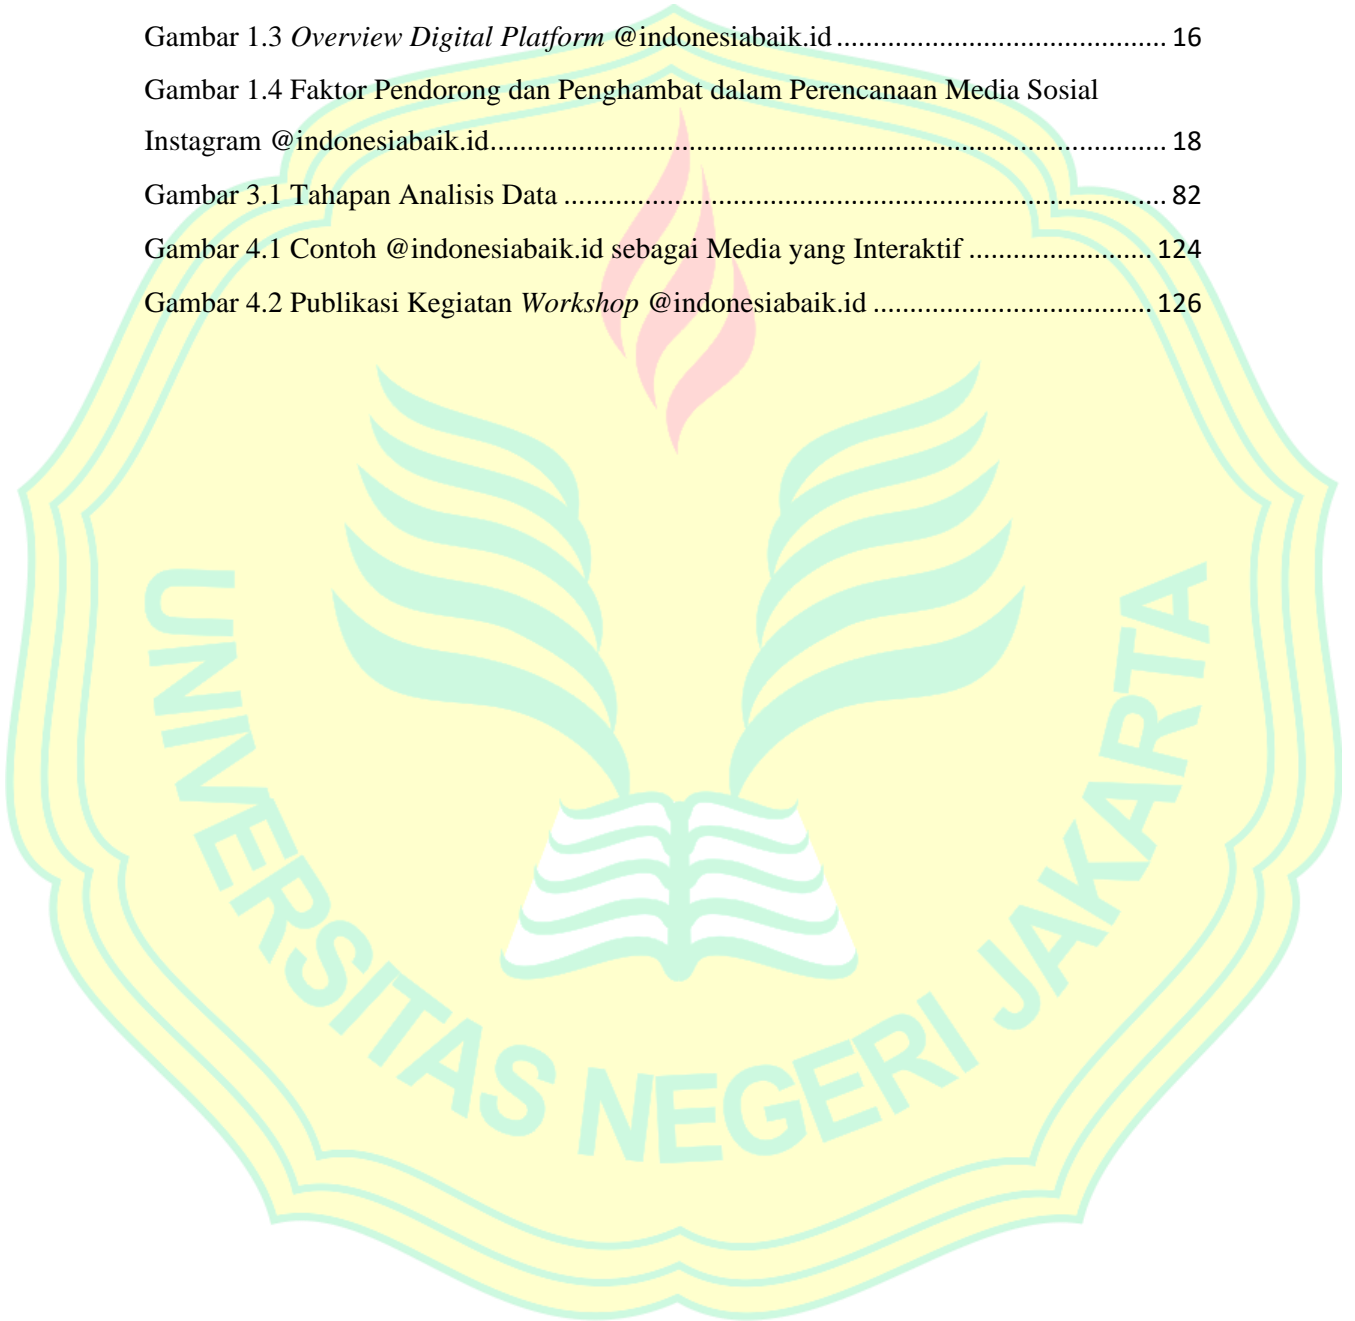 Gambar 1.3 Overview Digital Platform @indonesiabaik.id ............................................ 16
Gambar 1.4 Faktor Pendorong dan Penghambat dalam Perencanaan Media Sosial
Instagram @indonesiabaik.id.......................................................................................... 18
Gambar 3.1 Tahapan Analisis Data ................................................................................ 82
Gambar 4.1 Contoh @indonesiabaik.id sebagai Media yang Interaktif ........................ 124
Gambar 4.2 Publikasi Kegiatan Workshop @indonesiabaik.id ..................................... 126
UNIVERSITAS NEGERI JAKARTA